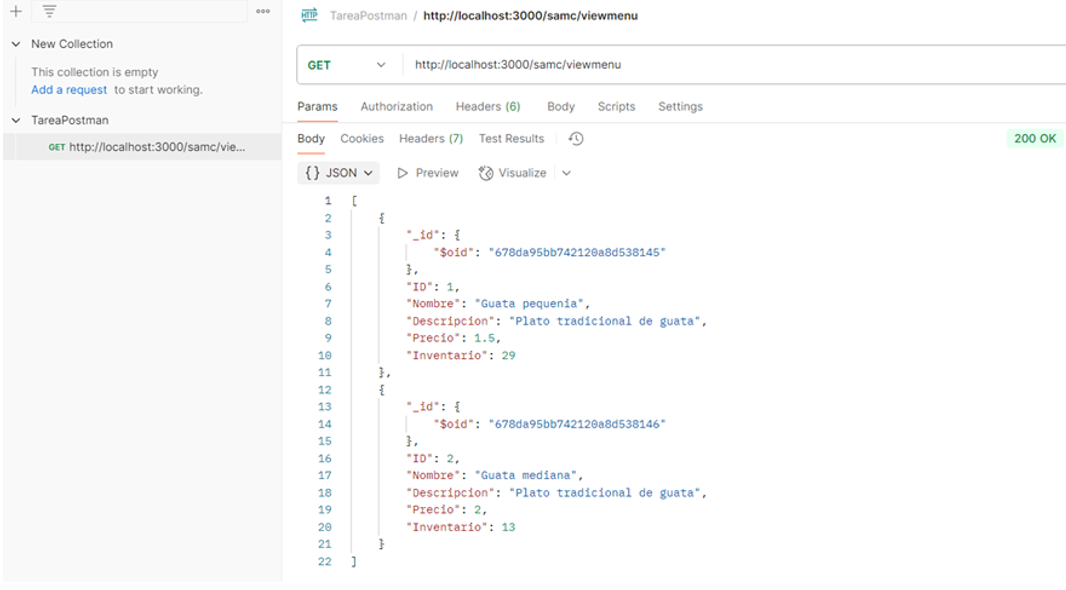 New Collection
This collection is empty
Add a request to start working.
TareaPostman
GET http://localhost:3000/samc/vie...
HTTP TareaPostman / http://localhost:3000/samc/viewmenu
GET http://localhost:3000/samc/viewmenu
Params Authorization Headers (6) Body Scripts Settings
Body Cookies Headers (7) Test Results 200 OK
{} JSON Preview Visualize
1 [
2 {
3 "_id": {
4 "$oid": "678da95bb742120a8d538145"
5 },
6 "ID": 1,
7 "Nombre": "Guata pequenia",
8 "Descripcion": "Plato tradicional de guata",
9 "Precio": 1.5,
10 "Inventario": 29
11 },
12 {
13 "_id": {
14 "$oid": "678da95bb742120a8d538146"
15 },
16 "ID": 2,
17 "Nombre": "Guata mediana",
18 "Descripcion": "Plato tradicional de guata",
19 "Precio": 2,
20 "Inventario": 13
21 }
22 ]